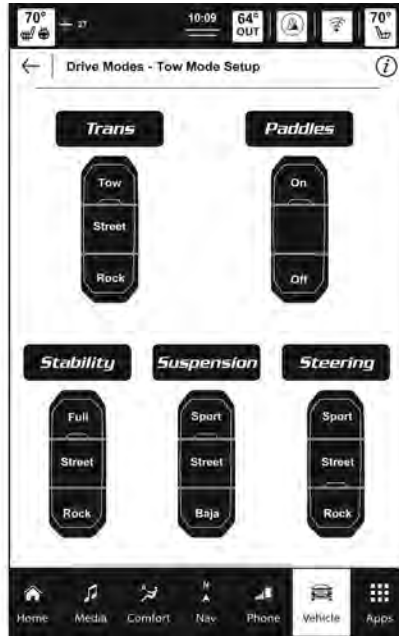 70°
27
10:09
64°
OUT
70°
Drive Modes - Tow Mode Setup
i
Trans
Paddles
Tow
Street
Rock
On
Off
Stability
Suspension
Steering
Full
Street
Rock
Sport
Street
Baja
Sport
Street
Rock
N
Home
Media
Comfort
Nav
Phone
Vehicle
Apps